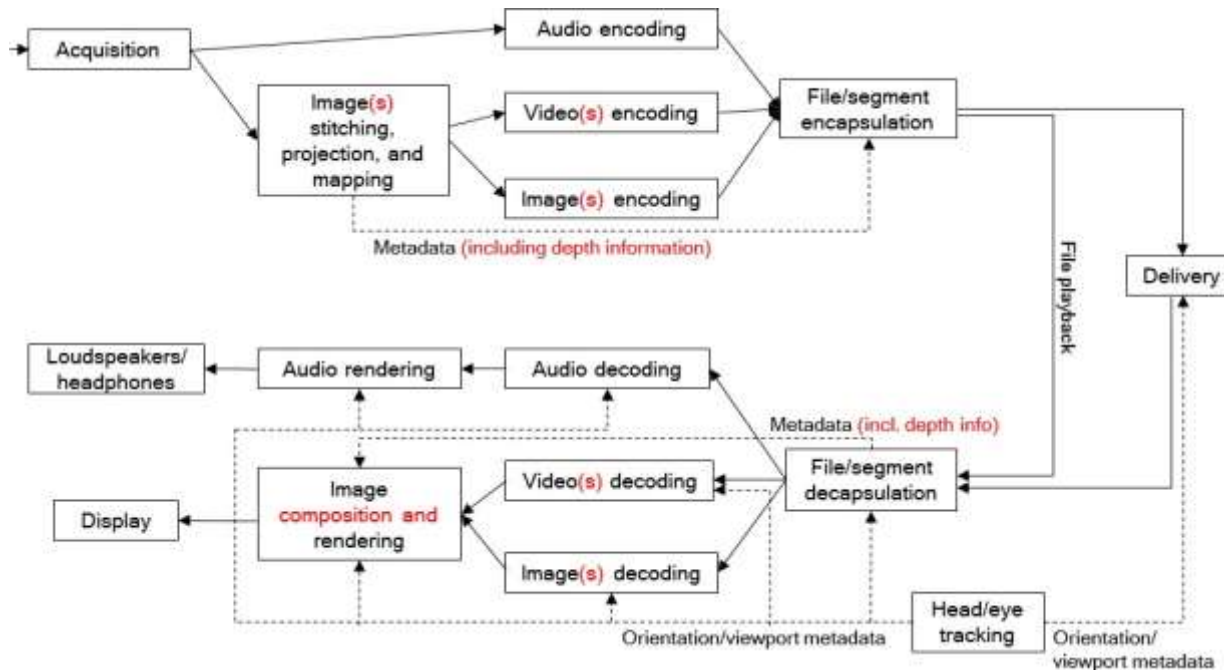 Acquisition
Audio encoding
Image(s)
stitching,
projection, and
mapping
Video(s) encoding
Image(s) encoding
File/segment
encapsulation
Metadata (including depth information)
File playback
Delivery
Loudspeakers/
headphones
Audio rendering
Audio decoding
Metadata (incl. depth info)
Display
Image
composition and
rendering
Video(s) decoding
Image(s) decoding
File/segment
decapsulation
Orientation/viewport metadata
Head/eye
tracking
Orientation/
viewport metadata